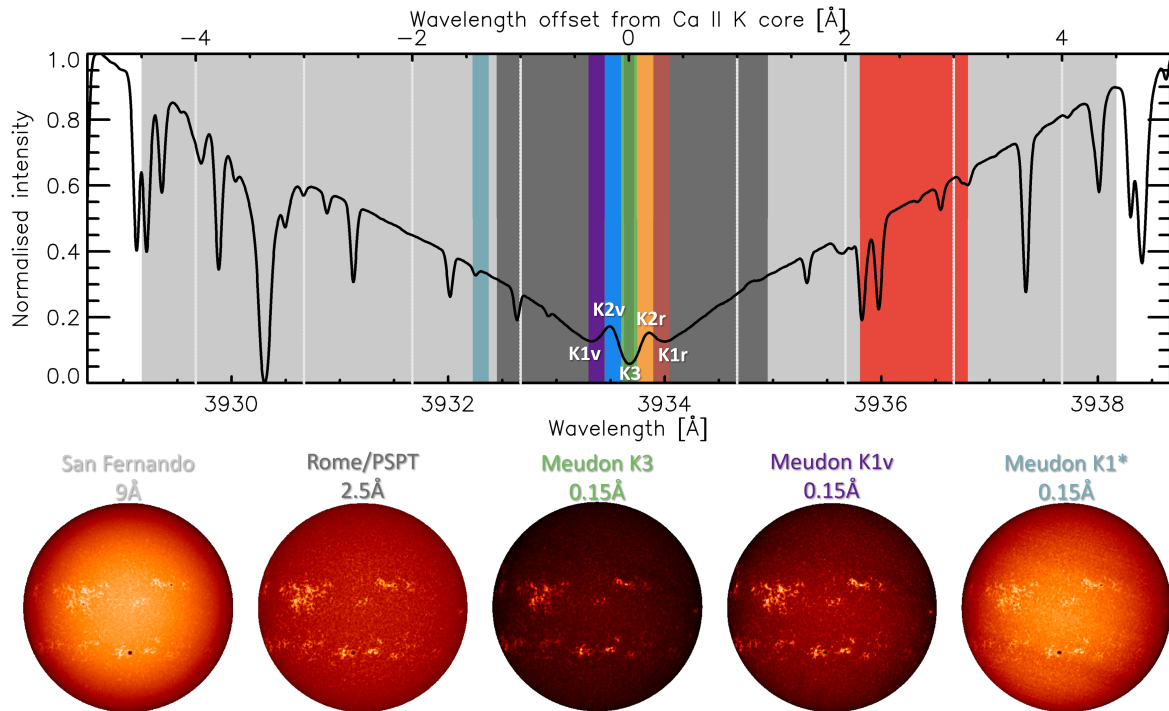 Wavelength offset from Ca II K core [Å]
-4 -2 0 2 4
Normalised intensity
1.0
0.8
0.6
0.4
0.2
0.0
K2v K2r
K1v K1r
K3
3930 3932 3934 3936 3938
Wavelength [Å]
San Fernando
9Å
Rome/PSPT
2.5Å
Meudon K3
0.15Å
Meudon K1v
0.15Å
Meudon K1*
0.15Å